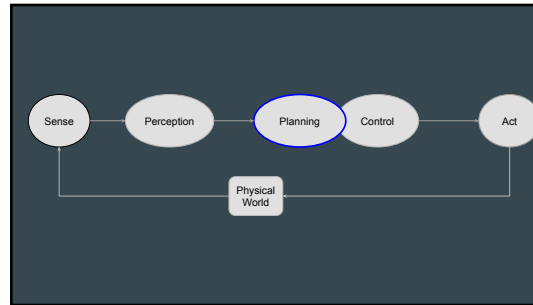 Sense
Perception
Planning
Control
Act
Physical
World